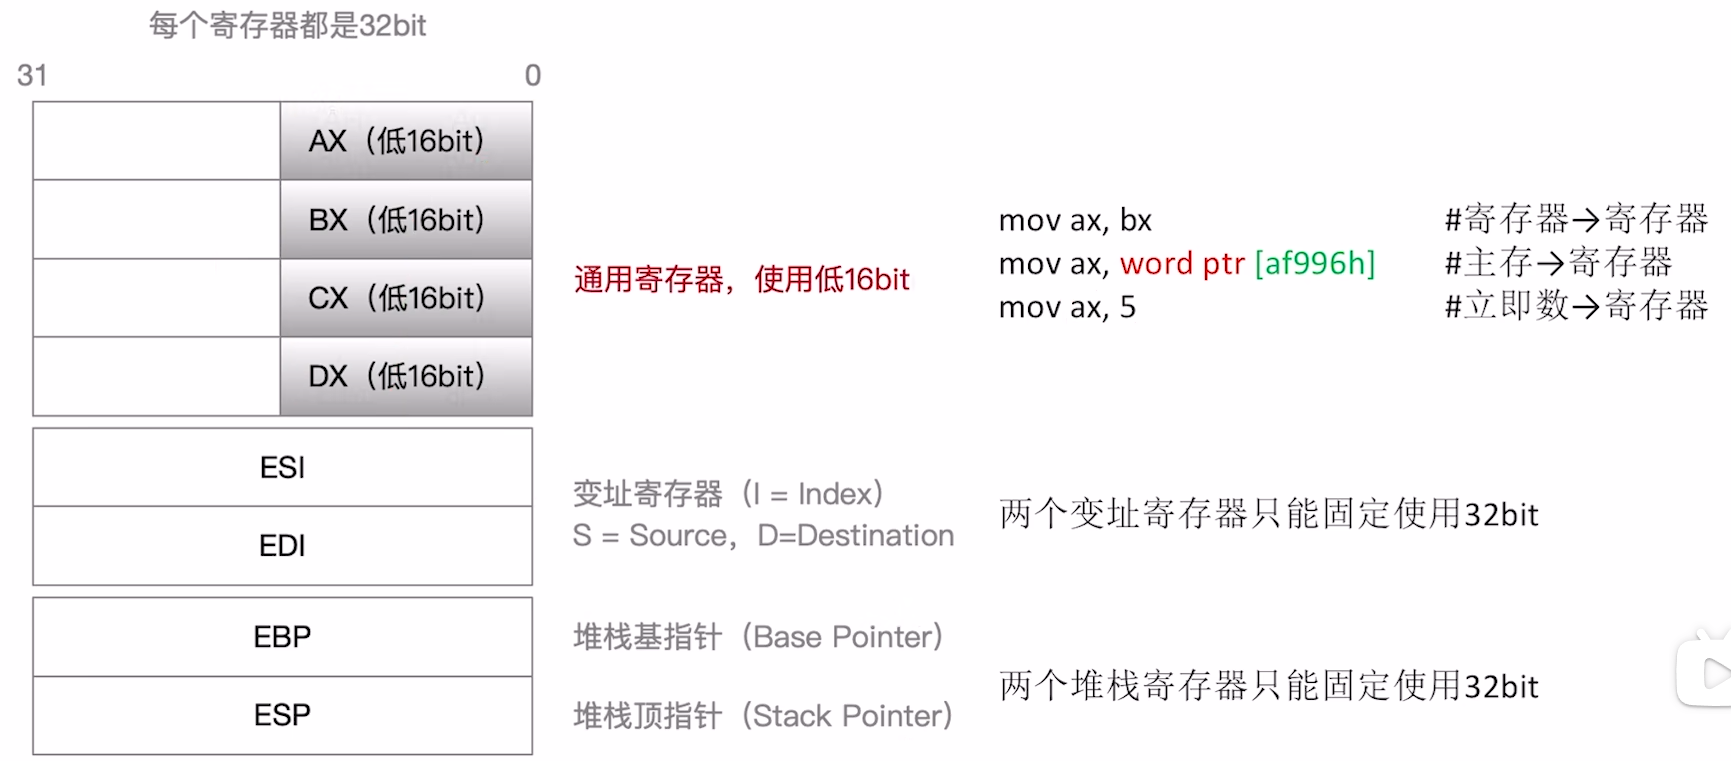 每个寄存器都是32bit
31 0
AX（低16bit）
BX（低16bit）
CX（低16bit）
DX（低16bit）
通用寄存器，使用低16bit
mov ax, bx #寄存器→寄存器
mov ax, word ptr [af996h] #主存→寄存器
mov ax, 5 #立即数→寄存器
ESI
EDI
变址寄存器（I = Index）
S = Source，D=Destination
两个变址寄存器只能固定使用32bit
EBP
堆栈基指针（Base Pointer）
ESP
堆栈顶指针（Stack Pointer）
两个堆栈寄存器只能固定使用32bit